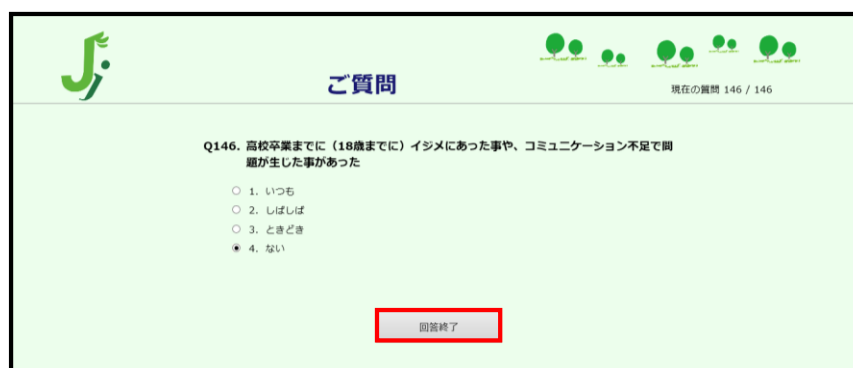 Jj
ご質問
現在の質問 146 / 146
Q146. 高校卒業までに(18歳までに)イジメにあった事や、コミュニケーション不足で問
題が生じた事があった
1. いつも
2. しばしば
3. ときどき
4. ない
回答終了